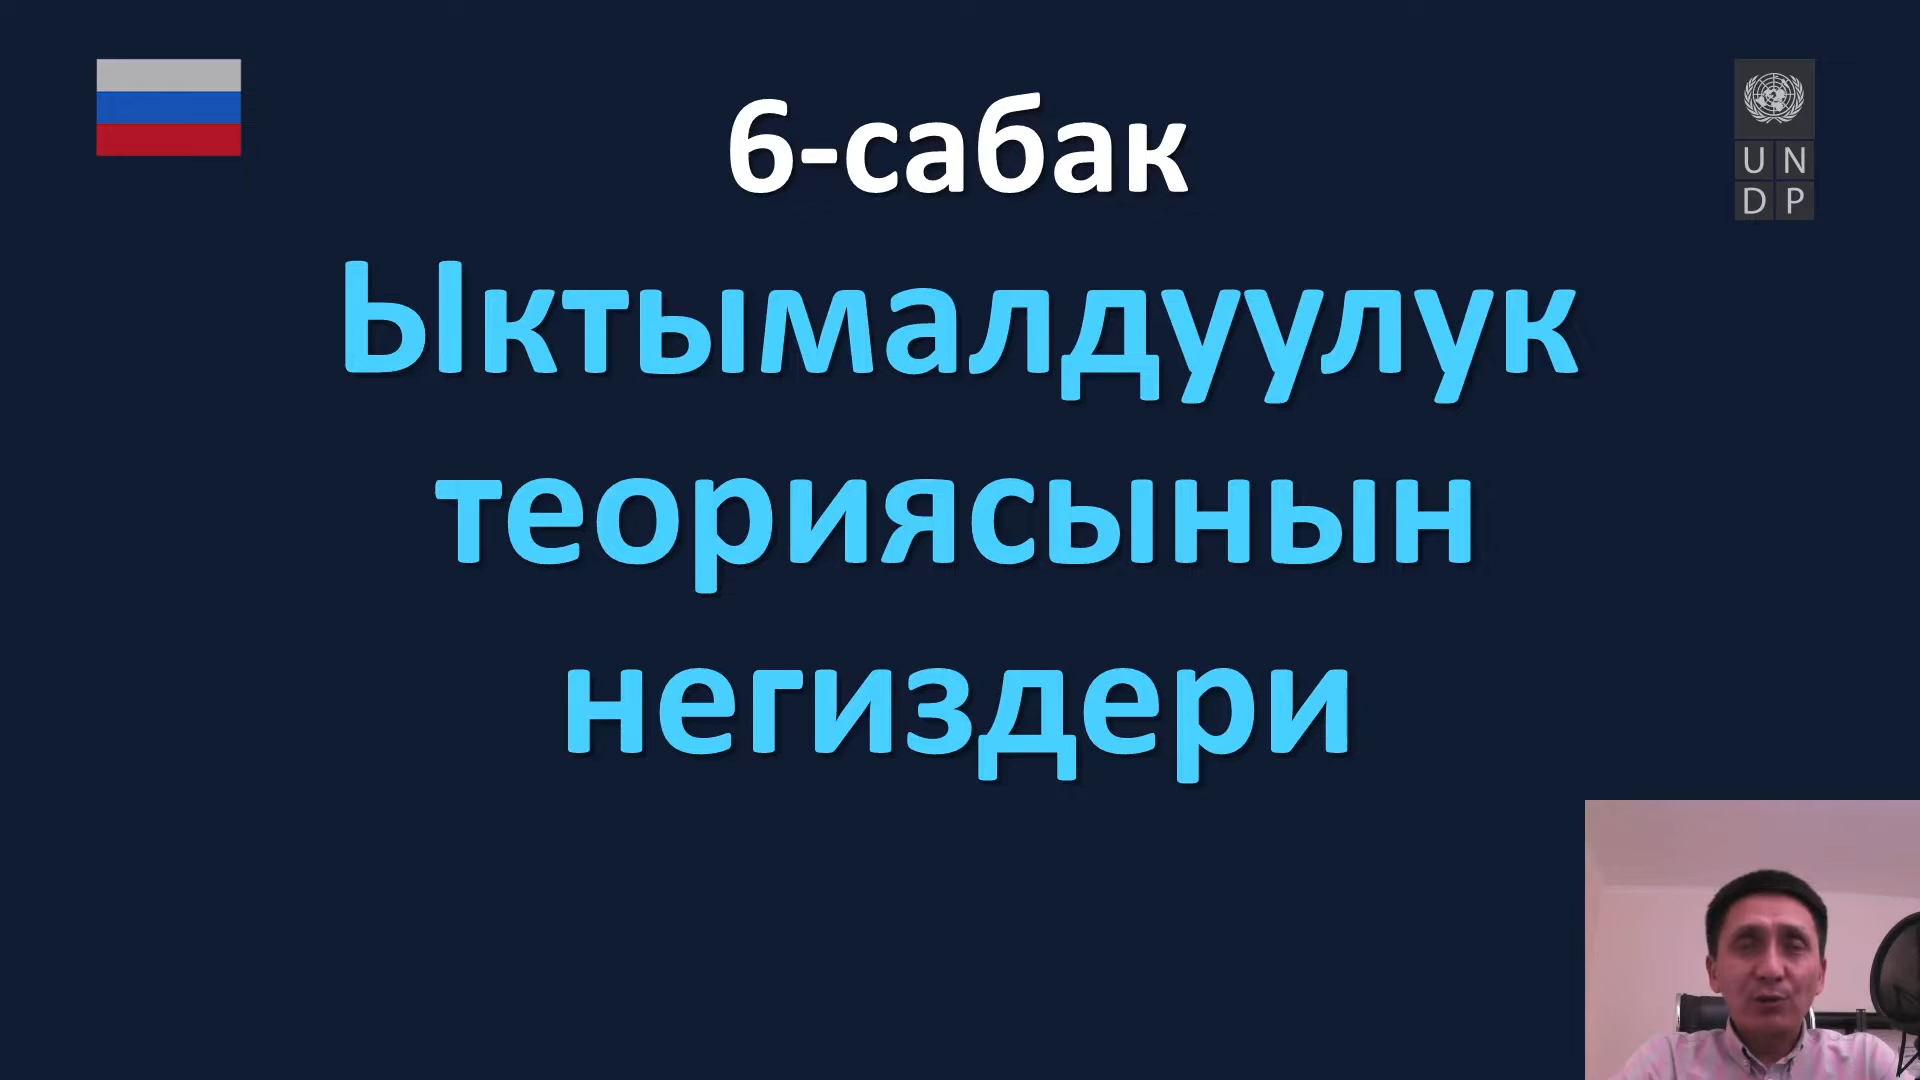 6-сабак
Ыктымалдуулук
теориясынын
негиздери
U N
D P